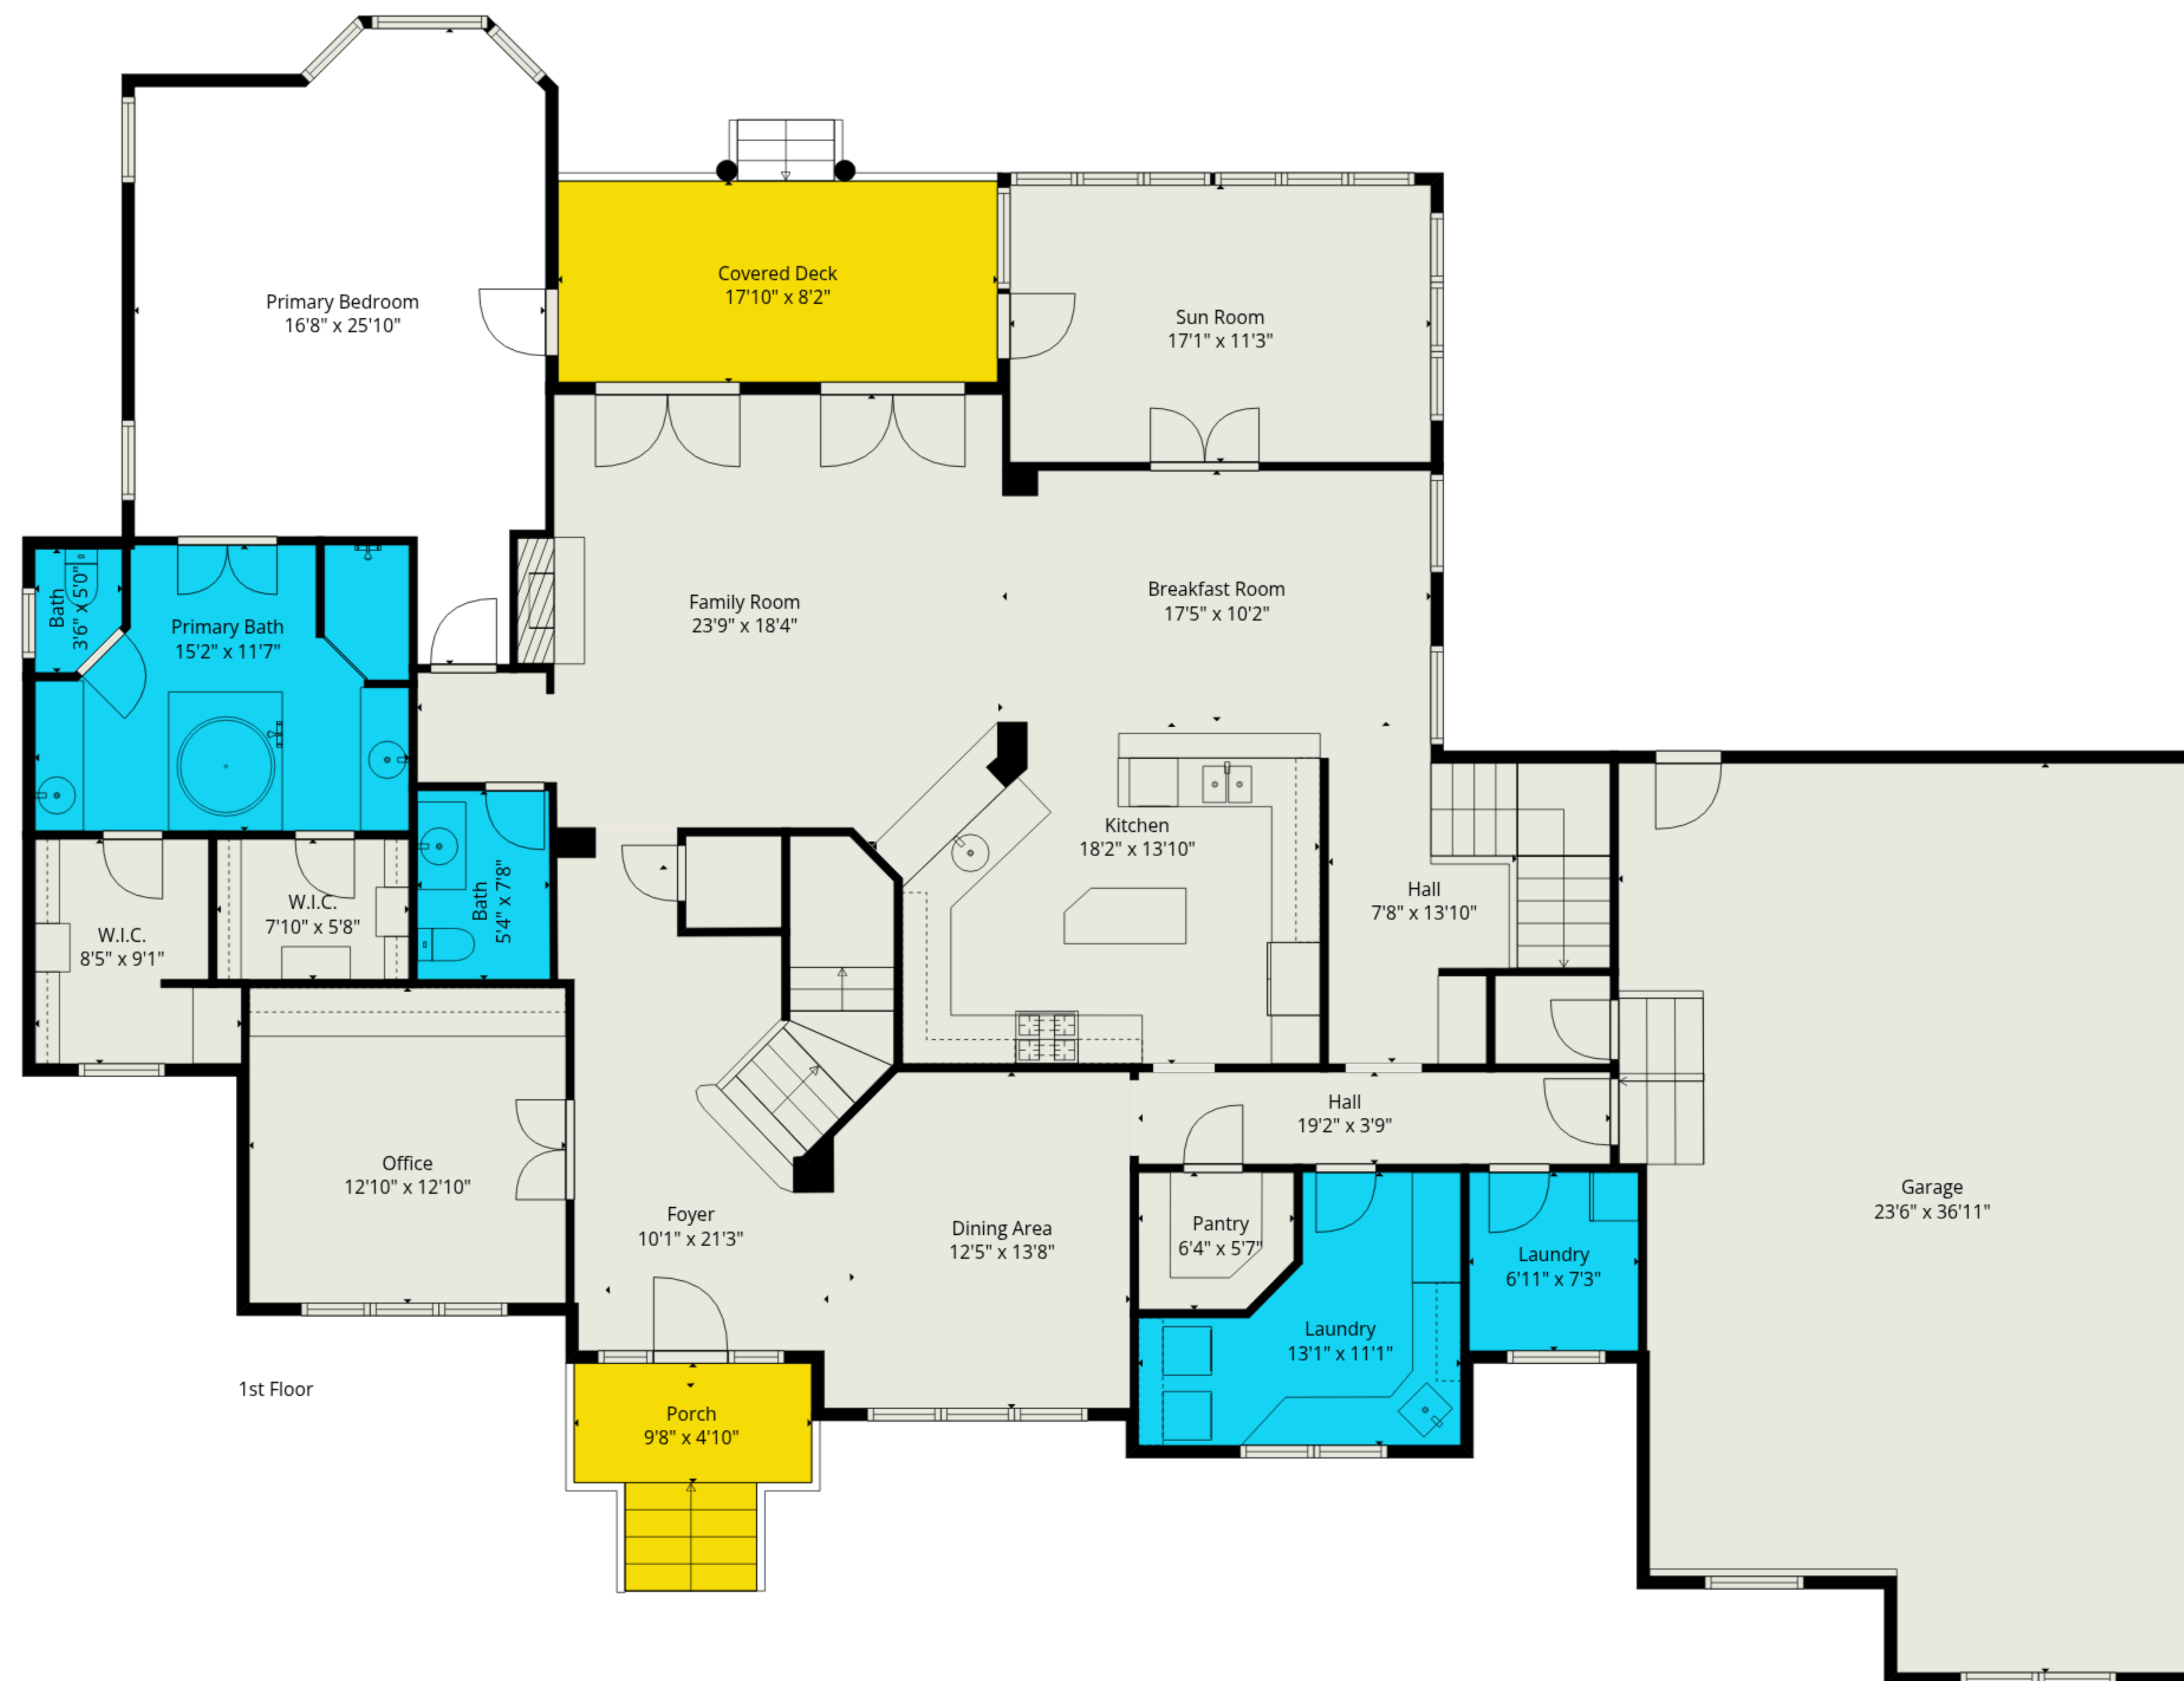 Covered Deck
17'10" x 8'2"
Primary Bedroom
16'8" x 25'10"
Sun Room
17'1" x 11'3"
Bath
3'6" x 5'0"
Primary Bath
15'2" x 11'7"
Family Room
23'9" x 18'4"
Breakfast Room
17'5" x 10'2"
Kitchen
18'2" x 13'10"
Hall
7'8" x 13'10"
W.I.C.
8'5" x 9'1"
W.I.C.
7'10" x 5'8"
Bath
5'4" x 7'8"
Hall
19'2" x 3'9"
Office
12'10" x 12'10"
Foyer
10'1" x 21'3"
Dining Area
12'5" x 13'8"
Pantry
6'4" x 5'7"
Laundry
6'11" x 7'3"
Garage
23'6" x 36'11"
Laundry
13'1" x 11'1"
1st Floor
Porch
9'8" x 4'10"